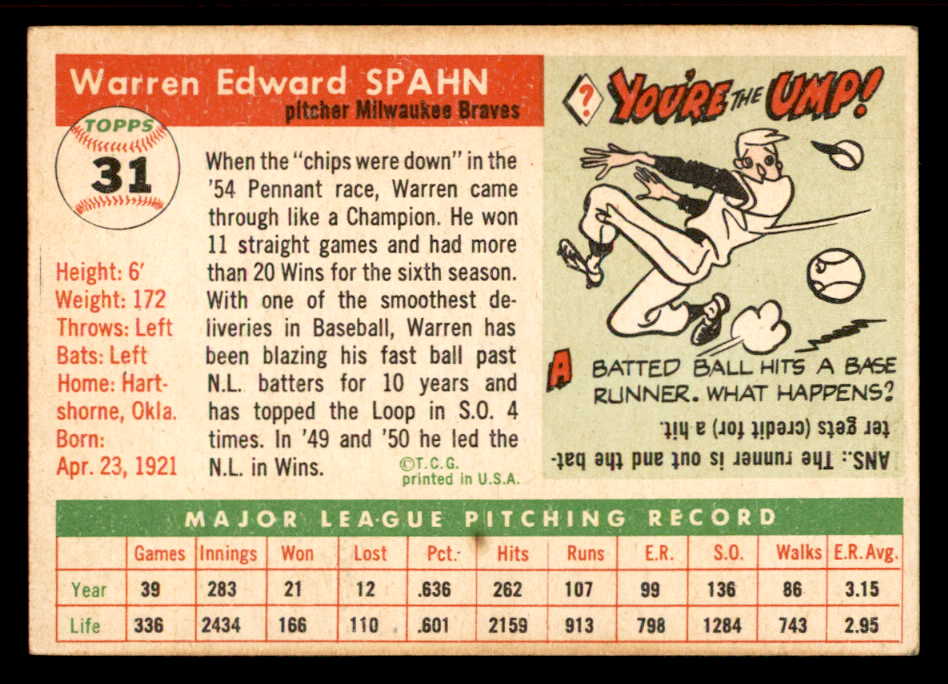 Warren Edward SPAHN
pitcher Milwaukee Braves
TOPPS
31
Height: 6'
Weight: 172
Throws: Left
Bats: Left
Home: Hart-
shorne, Okla.
Born:
Apr. 23, 1921
When the "chips were down" in the
'54 Pennant race, Warren came
through like a Champion. He won
11 straight games and had more
than 20 Wins for the sixth season.
With one of the smoothest de-
liveries in Baseball, Warren has
been blazing his fast ball past
N.L. batters for 10 years and
has topped the Loop in S.O. 4
times. In '49 and '50 he led the
N.L. in Wins.
©T.C.G.
printed in U.S.A.
? YOU'RE THE UMP!
A BATTED BALL HITS A BASE
RUNNER. WHAT HAPPENS?
ANS.: The runner is out and the bat-
ter gets (credit for) a hit.
MAJOR LEAGUE PITCHING RECORD
Games Innings Won Lost Pct. Hits Runs E.R. S.O. Walks E.R.Avg.
Year 39 283 21 12 .636 262 107 99 136 86 3.15
Life 336 2434 166 110 .601 2159 913 798 1284 743 2.95